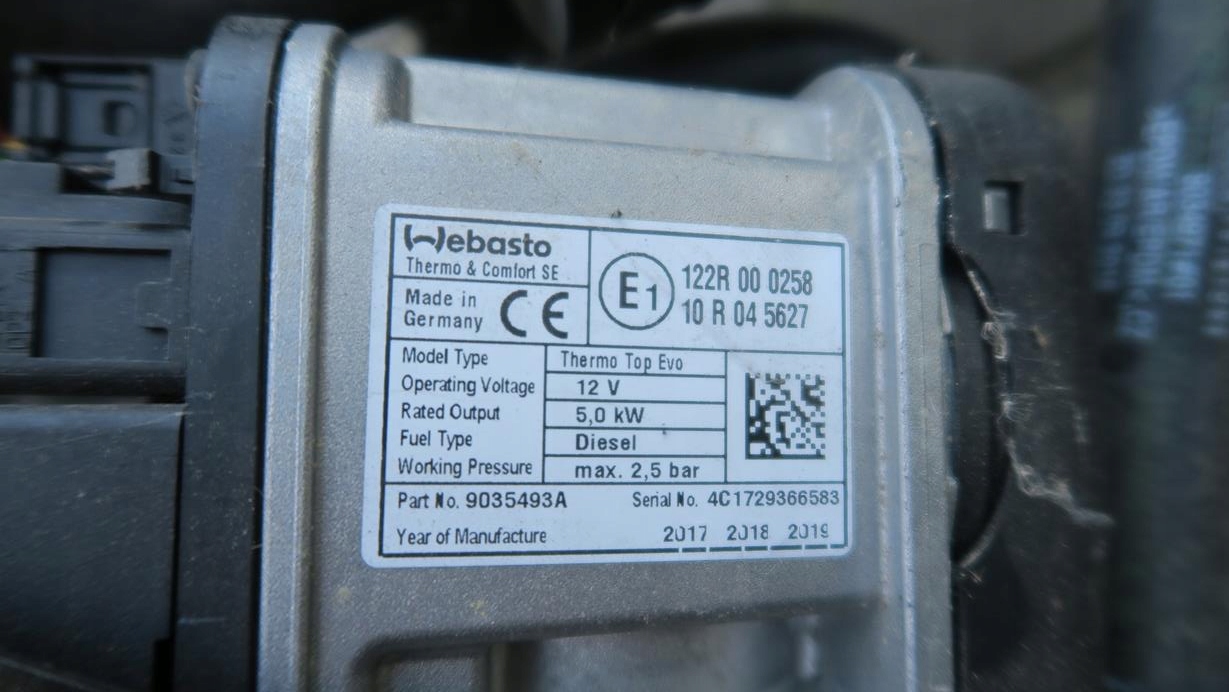 Webasto
Thermo & Comfort SE
Made in
Germany
CE
E1
122R 00 0258
10 R 04 5627
Model Type Thermo Top Evo
Operating Voltage 12 V
Rated Output 5,0 kW
Fuel Type Diesel
Working Pressure max. 2,5 bar
Part No. 9035493A Serial No. 4C1729366583
Year of Manufacture 2017 2018 2019